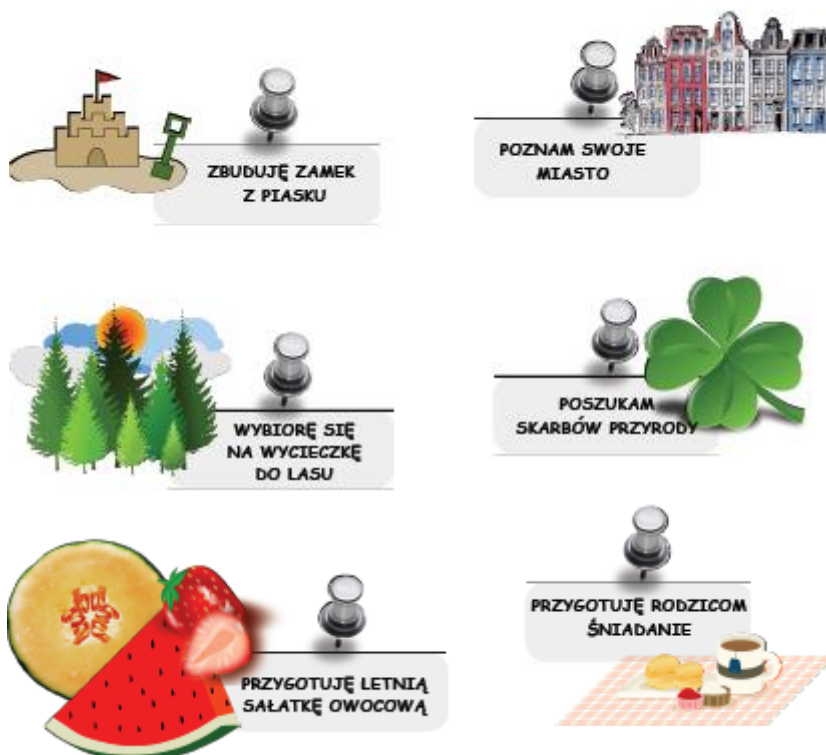 ZBUDUJĘ ZAMEK
Z PIASKU
POZNAM SWOJE
MIASTO
WYBIORĘ SIĘ
NA WYCIECZKĘ
DO LASU
POSZUKAM
SKARBÓW PRZYRODY
PRZYGOTUJĘ LETNIĄ
SAŁATKĘ OWOCOWĄ
PRZYGOTUJĘ RODZICOM
ŚNIADANIE